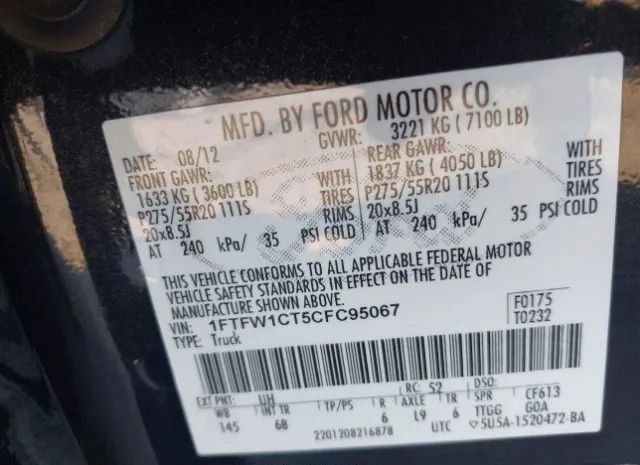 MFD. BY FORD MOTOR CO.
DATE: 08/12 GVWR: 3221 KG ( 7100 LB)
FRONT GAWR: REAR GAWR:
1633 KG ( 3600 LB) WITH 1837 KG ( 4050 LB) WITH
P275/55R20 111S TIRES P275/55R20 111S TIRES
20x8.5J RIMS 20x8.5J RIMS
AT 240 kPa/ 35 PSI COLD AT 240 kPa/ 35 PSI COLD
THIS VEHICLE CONFORMS TO ALL APPLICABLE FEDERAL MOTOR
VEHICLE SAFETY STANDARDS IN EFFECT ON THE DATE OF
MANUFACTURE SHOWN ABOVE.
VIN: 1FTFW1CT5CFC95067 F0175
TYPE: Truck T0232
EXT PNT: UH RC: 52 DSO:
WB INT TR TP/PS R AXLE TR SPR CF613
145 6B 6 L9 6 TTGG GOA
2201208216878 UTC ▽5U5A-1520472-BA